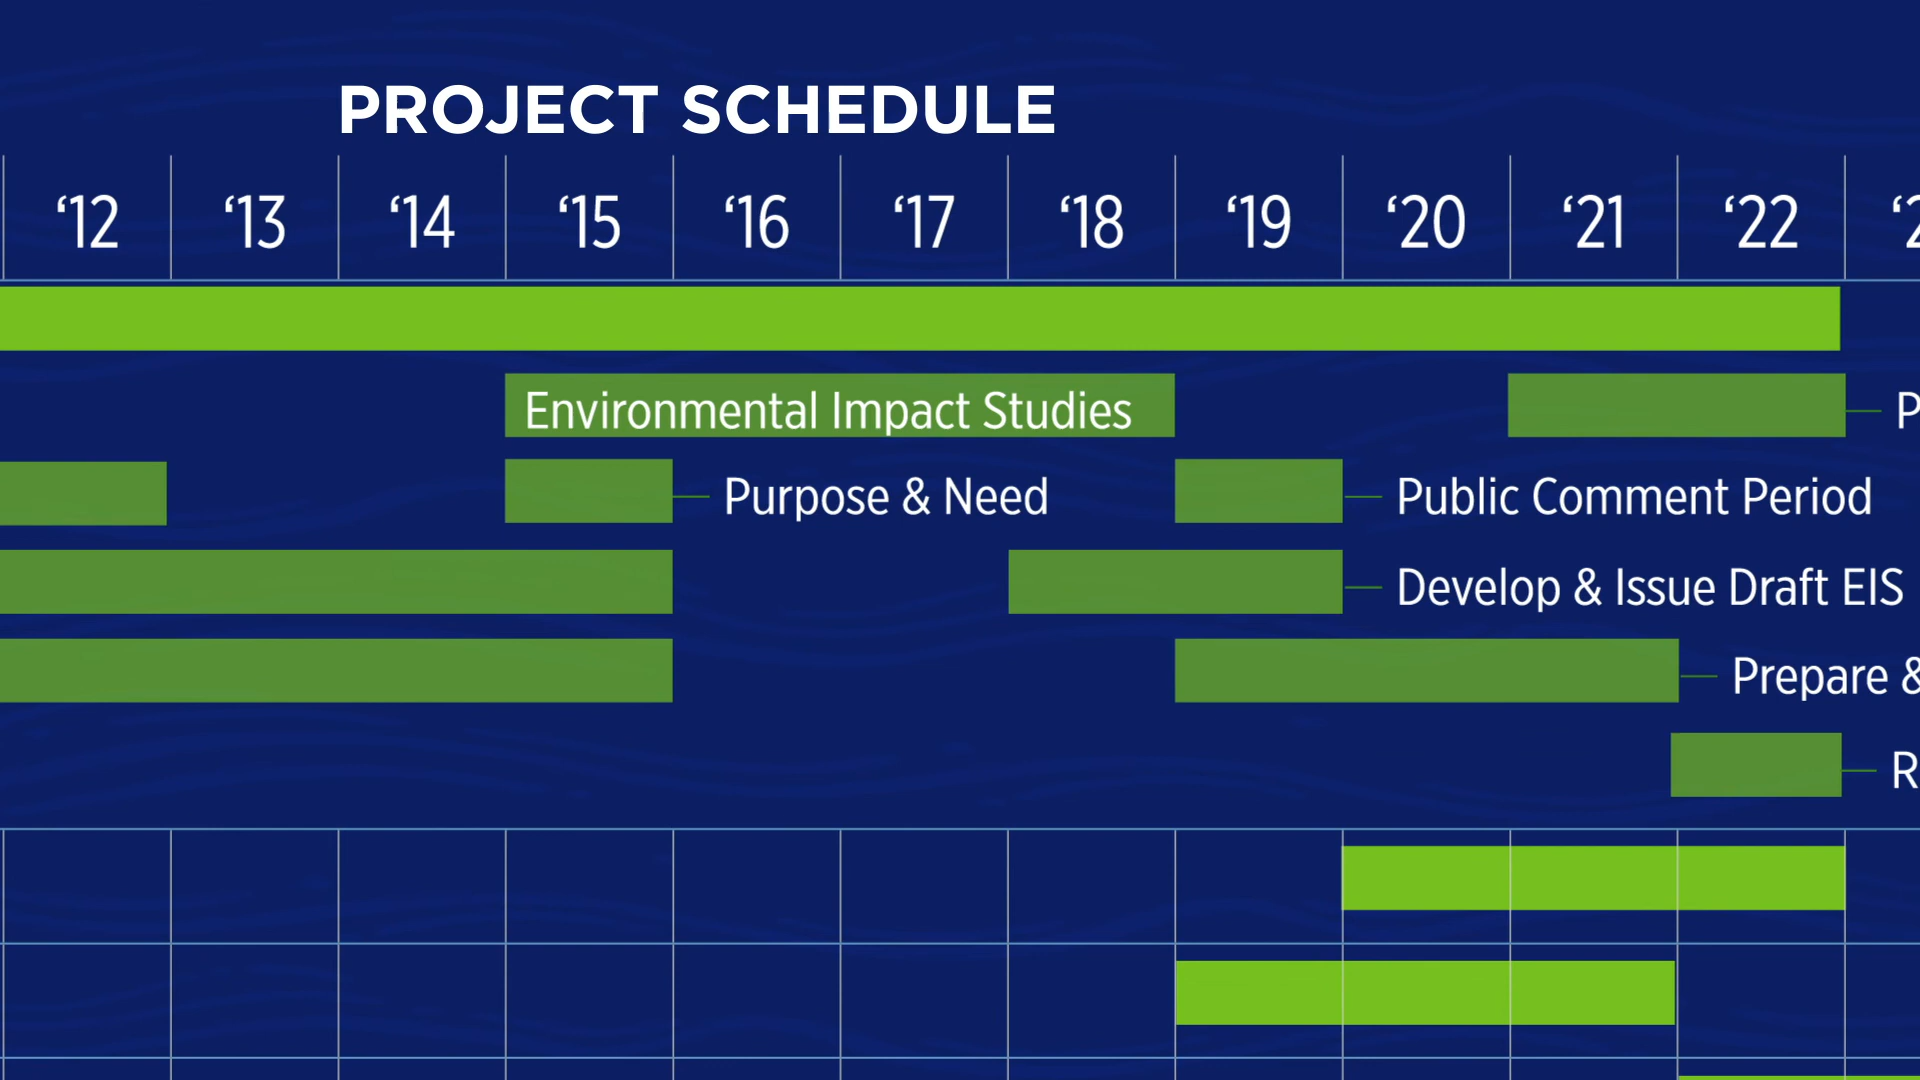 PROJECT SCHEDULE
‘12 ‘13 ‘14 ‘15 ‘16 ‘17 ‘18 ‘19 ‘20 ‘21 ‘22
Environmental Impact Studies
Purpose & Need
Public Comment Period
Develop & Issue Draft EIS
Prepare &